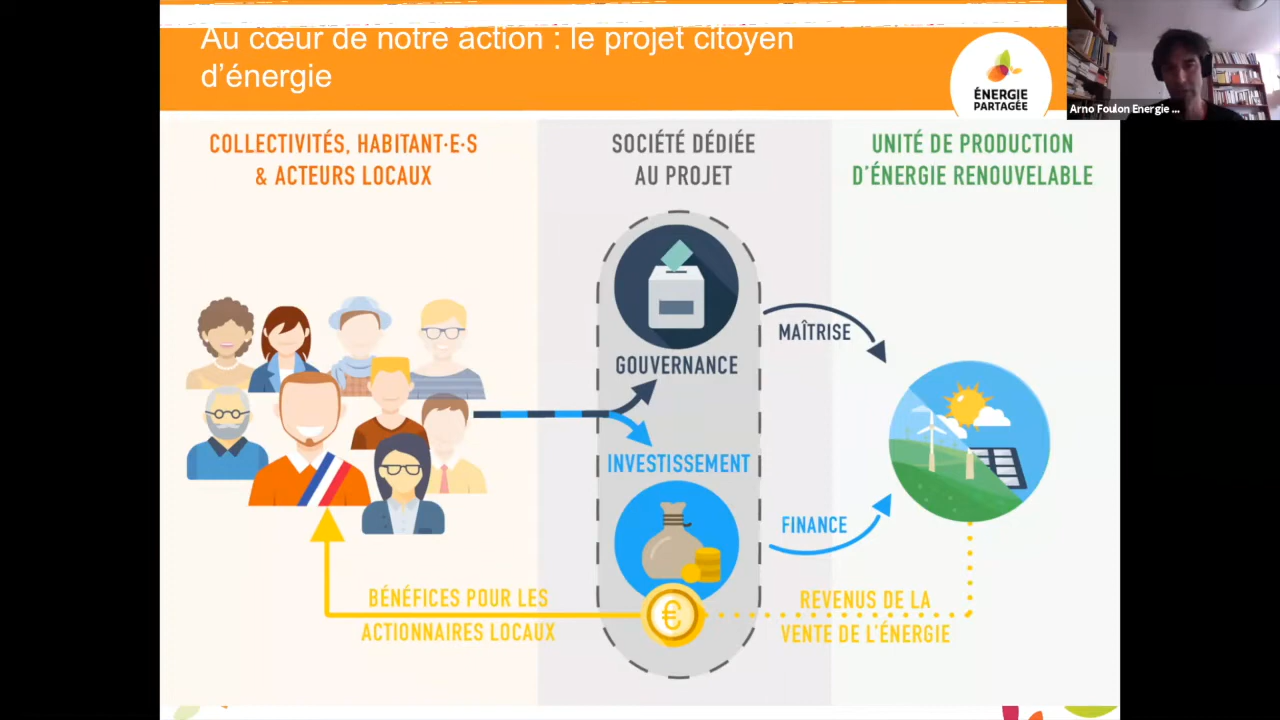 Au cœur de notre action : le projet citoyen
d'énergie
ÉNERGIE
PARTAGÉE
Arno Foulon Energie ...
COLLECTIVITÉS, HABITANT·E·S
& ACTEURS LOCAUX
SOCIÉTÉ DÉDIÉE
AU PROJET
UNITÉ DE PRODUCTION
D'ÉNERGIE RENOUVELABLE
GOUVERNANCE
MAÎTRISE
INVESTISSEMENT
FINANCE
€
BÉNÉFICES POUR LES
ACTIONNAIRES LOCAUX
REVENUS DE LA
VENTE DE L'ÉNERGIE